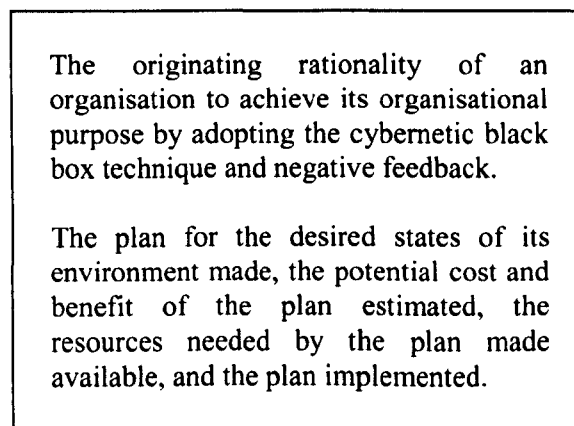 The originating rationality of an
organisation to achieve its organisational
purpose by adopting the cybernetic black
box technique and negative feedback.
The plan for the desired states of its
environment made, the potential cost and
benefit of the plan estimated, the
resources needed by the plan made
available, and the plan implemented.